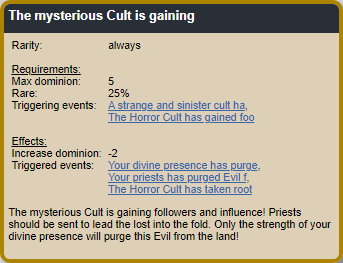 The mysterious Cult is gaining
Rarity: always
Requirements:
Max dominion: 5
Rare: 25%
Triggering events: A strange and sinister cult ha,
The Horror Cult has gained foo
Effects:
Increase dominion: -2
Triggered events: Your divine presence has purge,
Your priests has purged Evil f,
The Horror Cult has taken root
The mysterious Cult is gaining followers and influence! Priests
should be sent to lead the lost into the fold. Only the strength of your
divine presence will purge this Evil from the land!